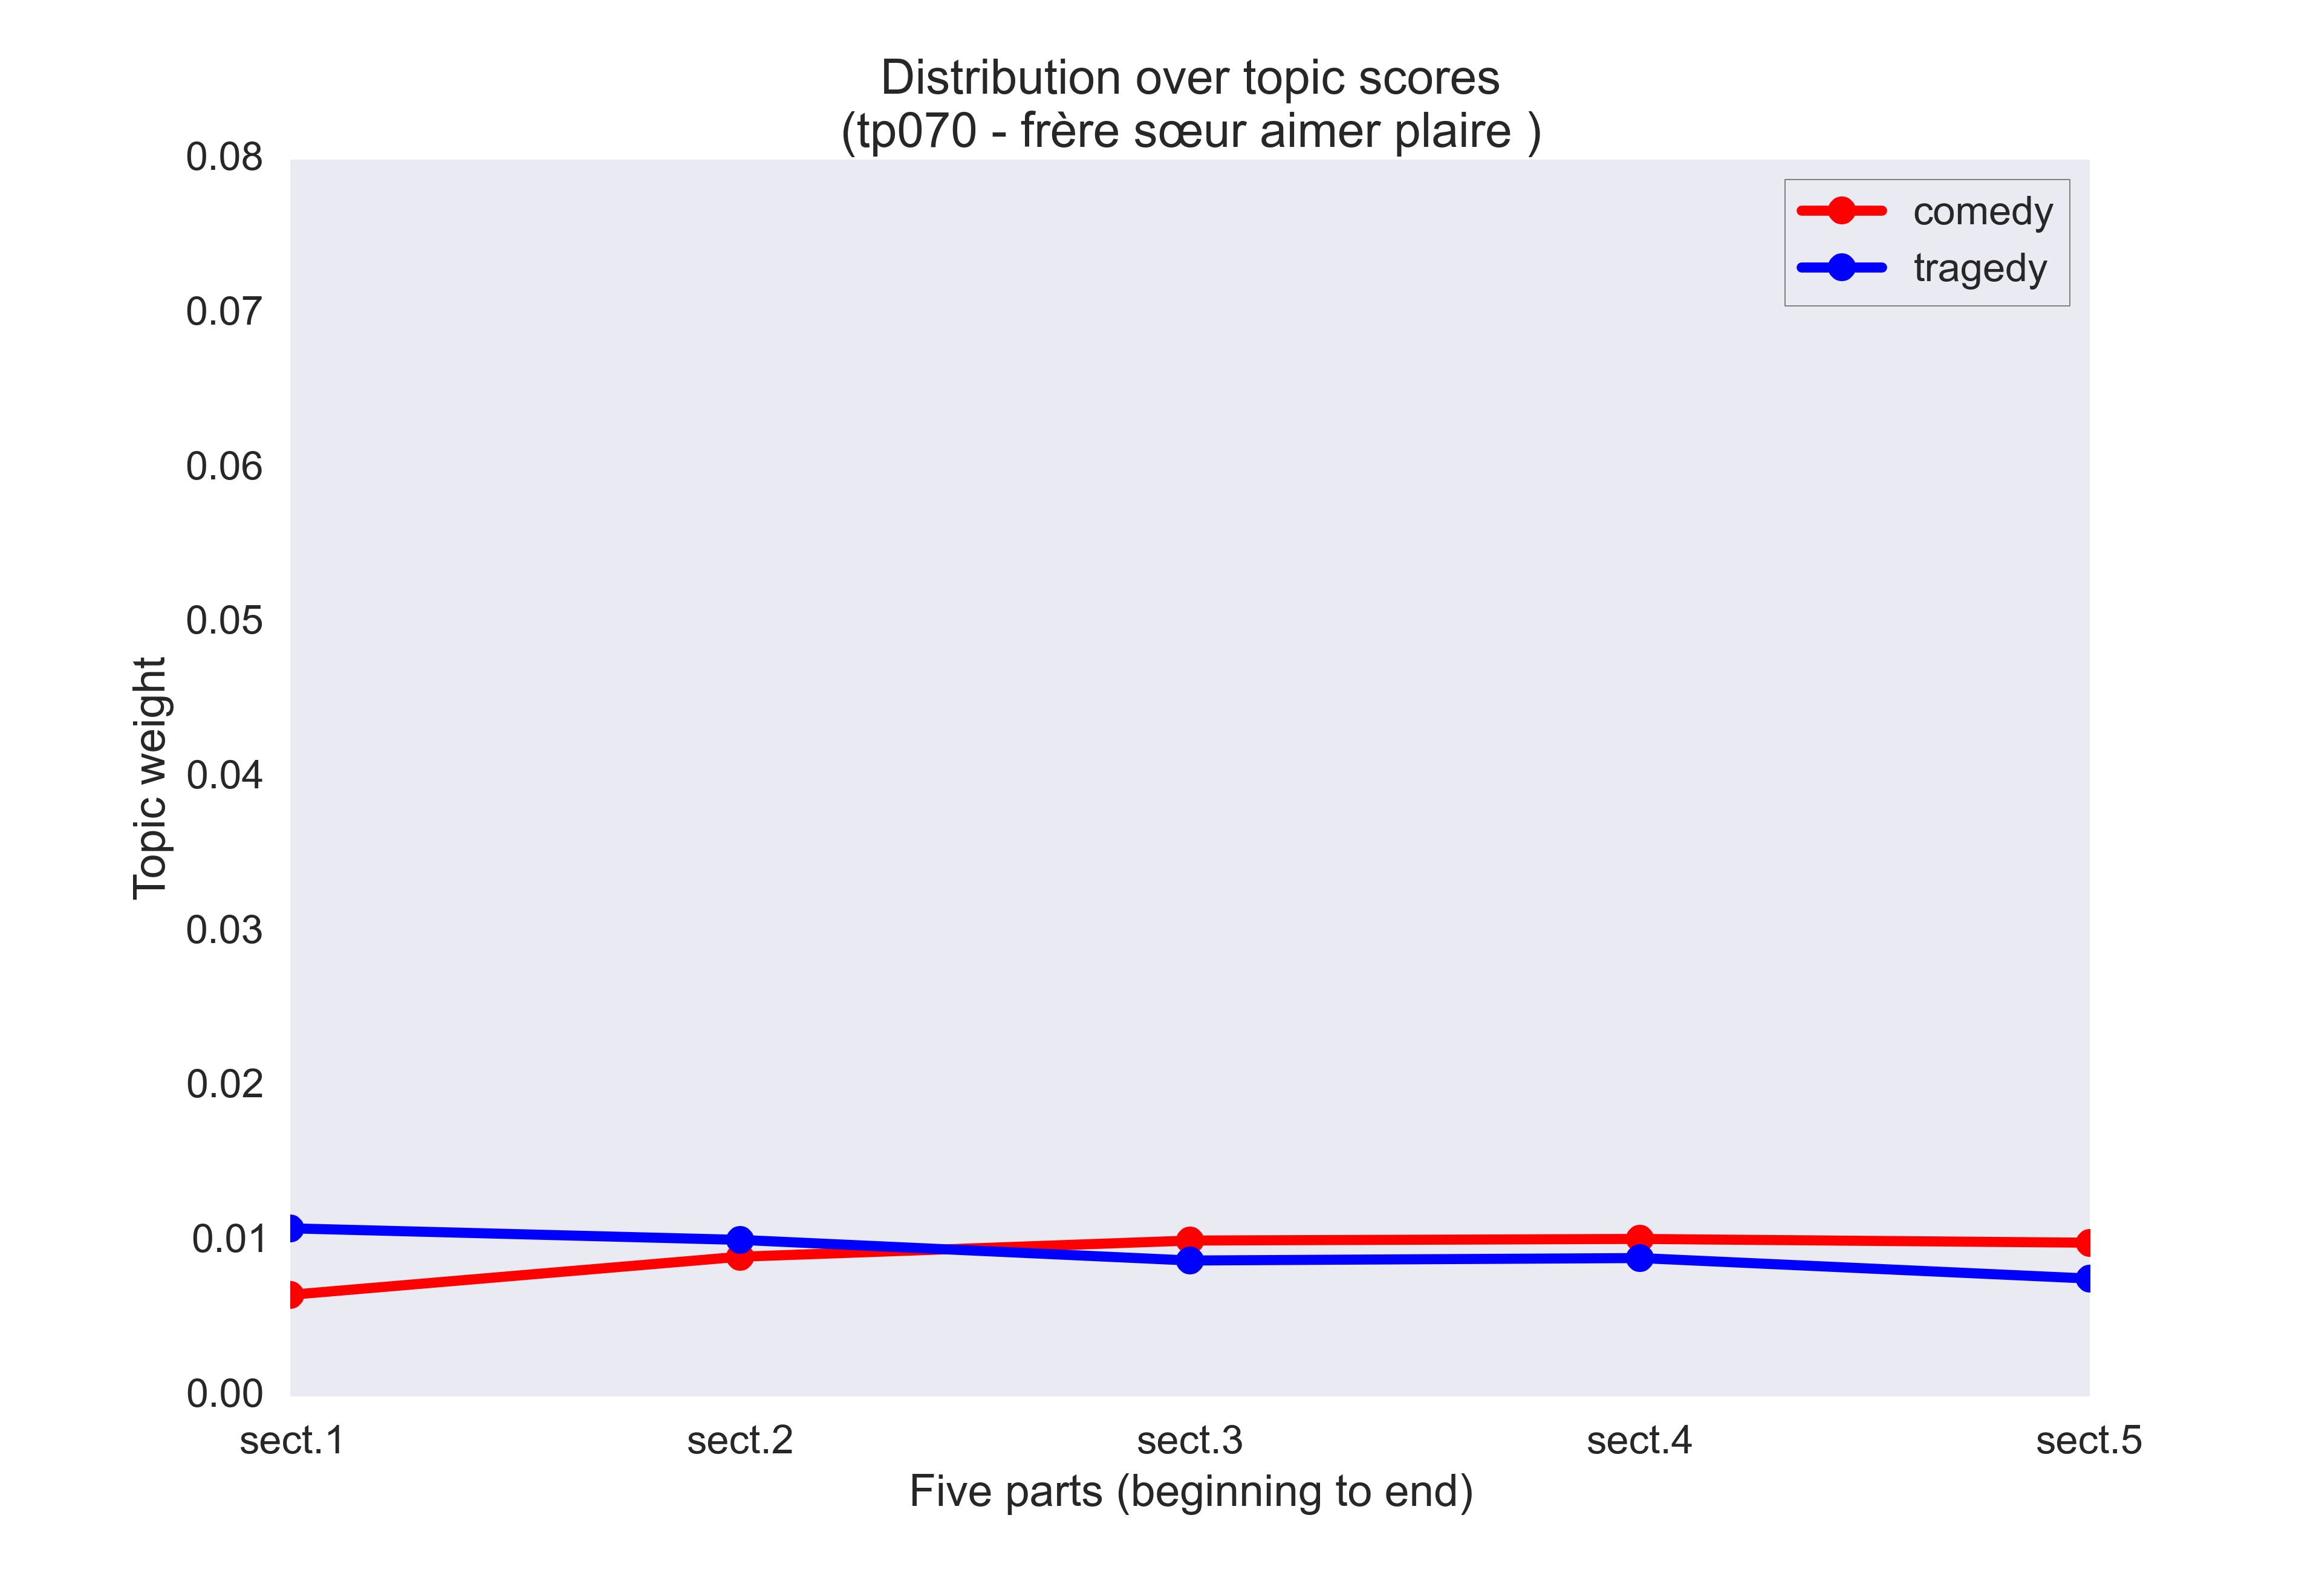 Distribution over topic scores
(tp070 - frère sœur aimer plaire )
comedy
tragedy
0.08
0.07
0.06
0.05
0.04
0.03
0.02
0.01
0.00
Topic weight
sect.1 sect.2 sect.3 sect.4 sect.5
Five parts (beginning to end)